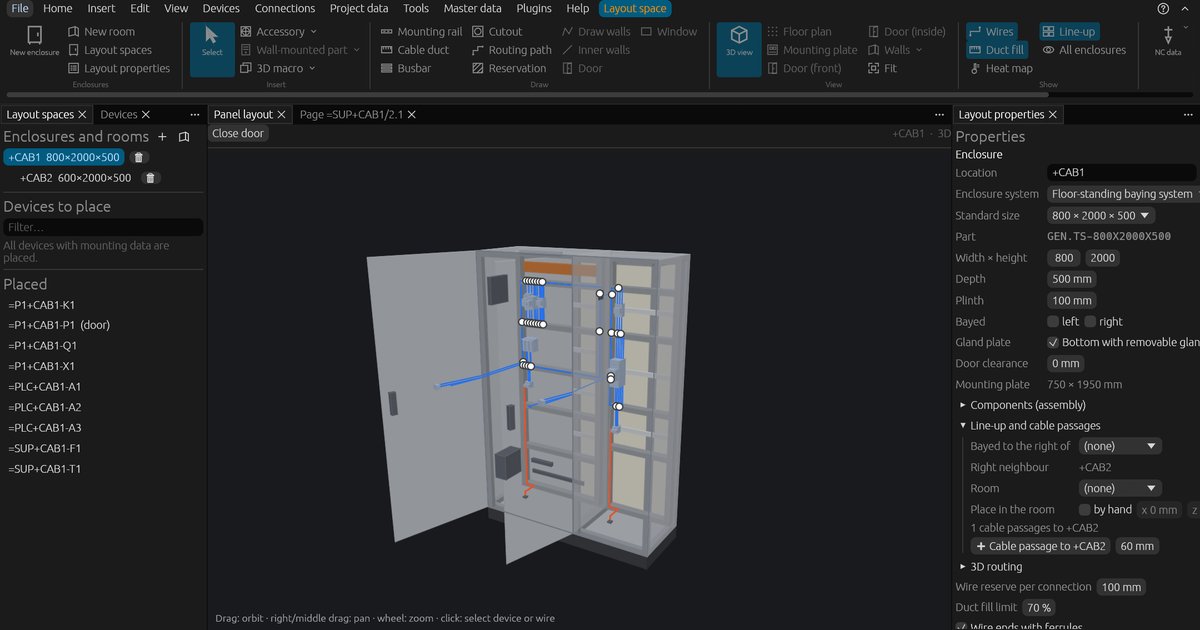 File Home Insert Edit View Devices Connections Project data Tools Master data Plugins Help Layout space
New enclosure
New room
Layout spaces
Layout properties
Enclosures
Select
Accessory
Wall-mounted part
3D macro
Insert
Mounting rail
Cable duct
Busbar
Cutout
Routing path
Reservation
Draw walls
Inner walls
Door
Window
Draw
3D view
Floor plan
Mounting plate
Door (front)
Door (inside)
Walls
Fit
View
Wires
Duct fill
Heat map
Line-up
All enclosures
Show
NC data
Layout spaces Devices
Enclosures and rooms
+CAB1 800×2000×500
+CAB2 600×2000×500
Devices to place
Filter...
All devices with mounting data are
placed.
Placed
=P1+CAB1-K1
=P1+CAB1-P1 (door)
=P1+CAB1-Q1
=P1+CAB1-X1
=PLC+CAB1-A1
=PLC+CAB1-A2
=PLC+CAB1-A3
=SUP+CAB1-F1
=SUP+CAB1-T1
Panel layout Page =SUP+CAB1/2.1
Close door
+CAB1 · 3D
Drag: orbit · right/middle drag: pan · wheel: zoom · click: select device or wire
Layout properties
Properties
Enclosure
Location +CAB1
Enclosure system Floor-standing baying system
Standard size 800 × 2000 × 500
Part GEN.TS-800X2000X500
Width × height 800 2000
Depth 500 mm
Plinth 100 mm
Bayed left right
Gland plate Bottom with removable glan
Door clearance 0 mm
Mounting plate 750 × 1950 mm
Components (assembly)
Line-up and cable passages
Bayed to the right of (none)
Right neighbour +CAB2
Room (none)
Place in the room by hand x 0 mm z
1 cable passages to +CAB2
+ Cable passage to +CAB2 60 mm
3D routing
Wire reserve per connection 100 mm
Duct fill limit 70 %
Wire ends with ferrules